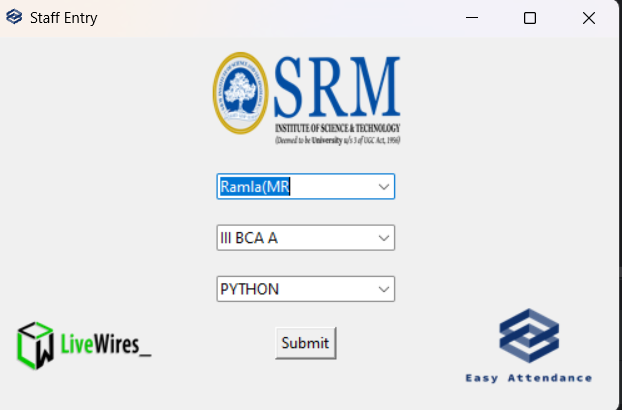 Staff Entry
SRM
INSTITUTE OF SCIENCE & TECHNOLOGY
(Deemed to be University u/s 3 of UGC Act, 1956)
Ramla(MR
III BCA A
PYTHON
LiveWires_
Submit
Easy Attendance